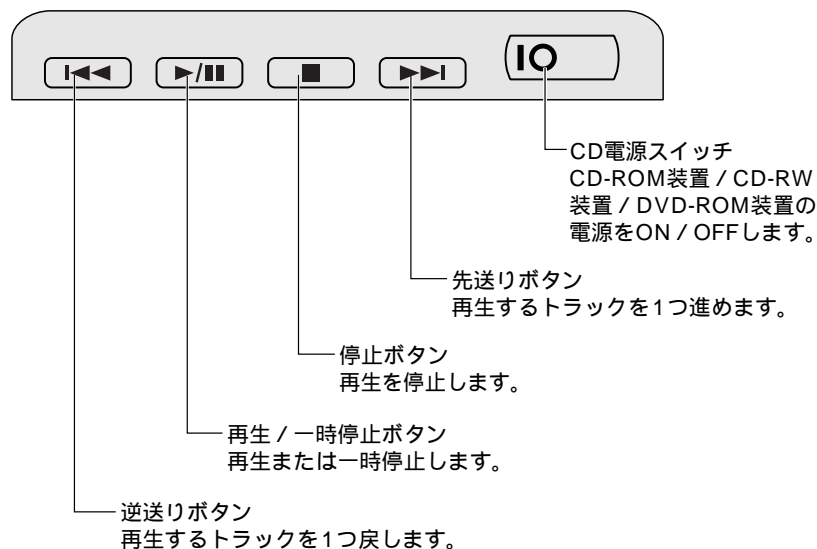 CD電源スイッチ
CD-ROM装置 / CD-RW
装置 / DVD-ROM装置の
電源をON / OFFします。
先送りボタン
再生するトラックを1つ進めます。
停止ボタン
再生を停止します。
再生 / 一時停止ボタン
再生または一時停止します。
逆送りボタン
再生するトラックを1つ戻します。